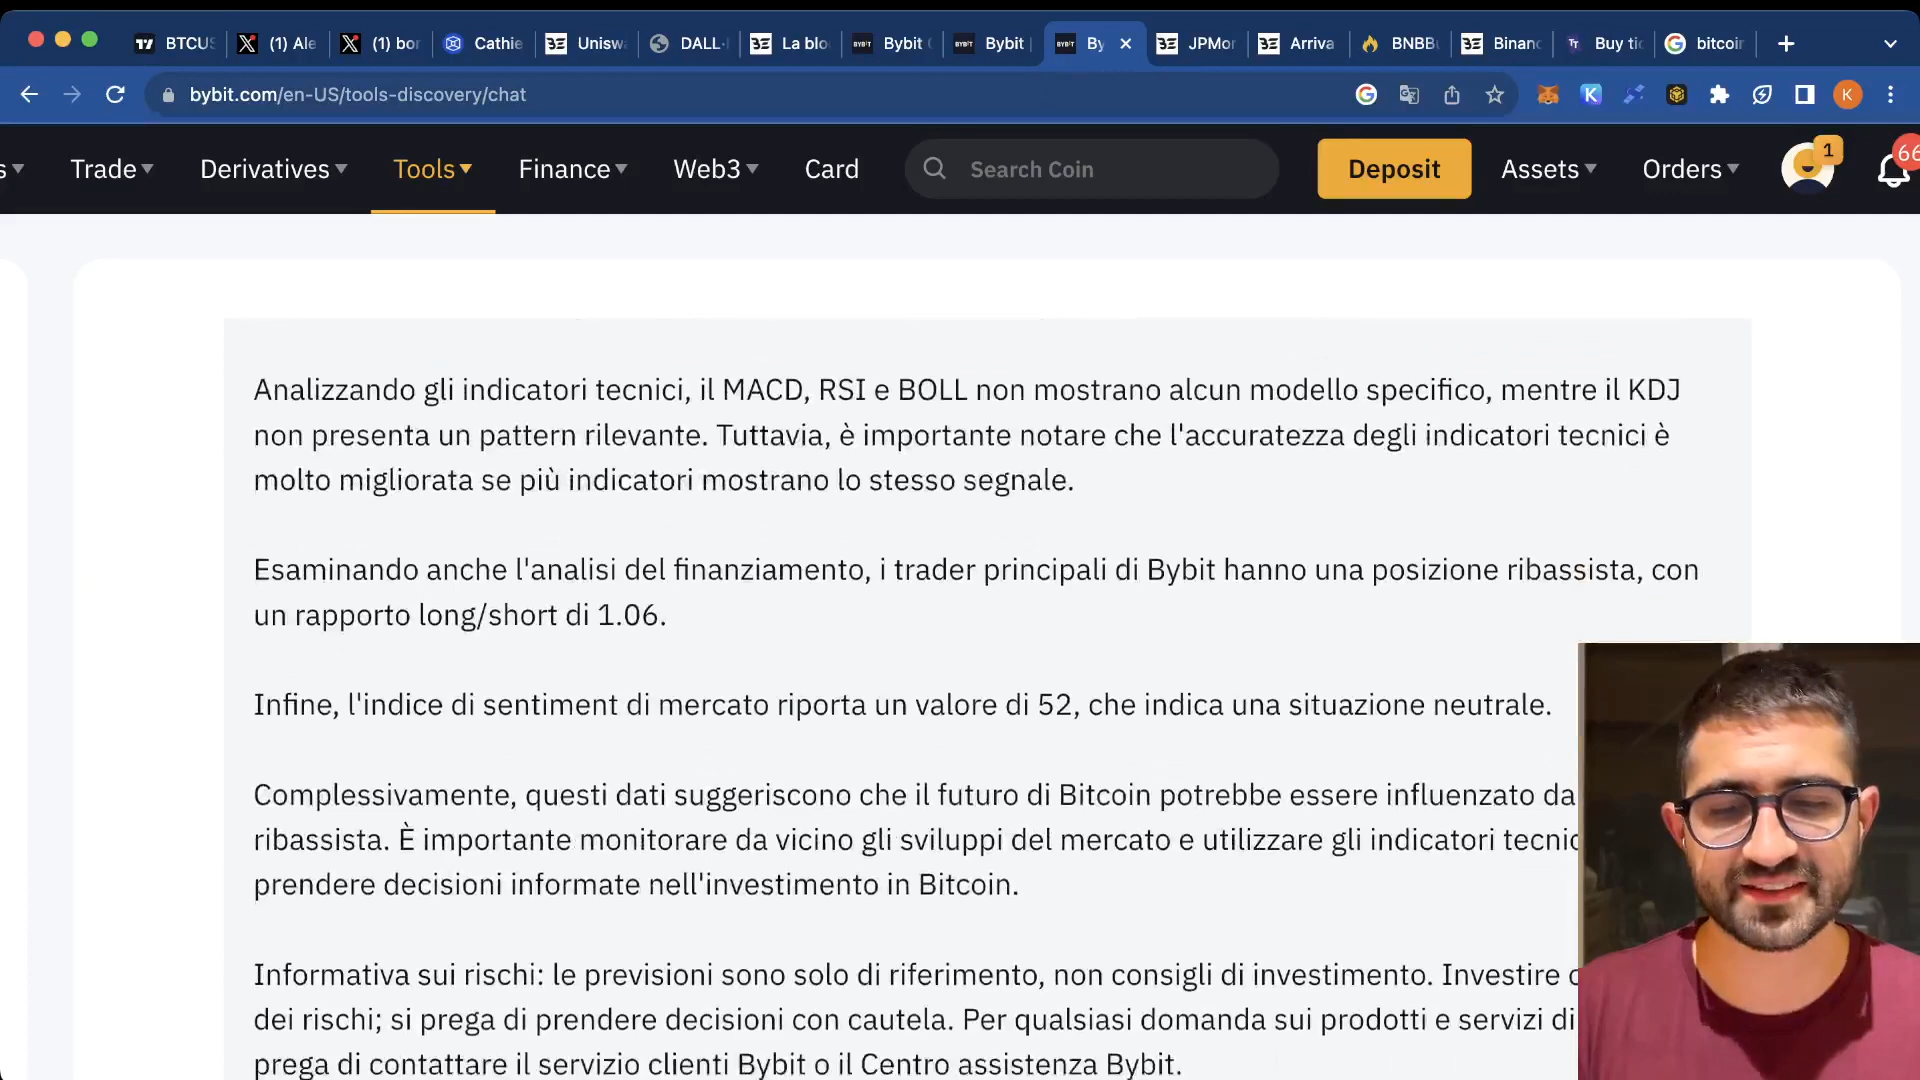 BTCUS
(1) Ale
(1) bor
Cathie
Unisw
DALL·
La blo
Bybit
Bybit
By
JPMor
Arriva
BNBB
Binanc
Buy tic
bitcoin
bybit.com/en-US/tools-discovery/chat
K
Trade
Derivatives
Tools
Finance
Web3
Card
Search Coin
Deposit
Assets
Orders
1
66
Analizzando gli indicatori tecnici, il MACD, RSI e BOLL non mostrano alcun modello specifico, mentre il KDJ
non presenta un pattern rilevante. Tuttavia, è importante notare che l'accuratezza degli indicatori tecnici è
molto migliorata se più indicatori mostrano lo stesso segnale.
Esaminando anche l'analisi del finanziamento, i trader principali di Bybit hanno una posizione ribassista, con
un rapporto long/short di 1.06.
Infine, l'indice di sentiment di mercato riporta un valore di 52, che indica una situazione neutrale.
Complessivamente, questi dati suggeriscono che il futuro di Bitcoin potrebbe essere influenzato da
ribassista. È importante monitorare da vicino gli sviluppi del mercato e utilizzare gli indicatori tecnic
prendere decisioni informate nell'investimento in Bitcoin.
Informativa sui rischi: le previsioni sono solo di riferimento, non consigli di investimento. Investire
dei rischi; si prega di prendere decisioni con cautela. Per qualsiasi domanda sui prodotti e servizi di
prega di contattare il servizio clienti Bybit o il Centro assistenza Bybit.